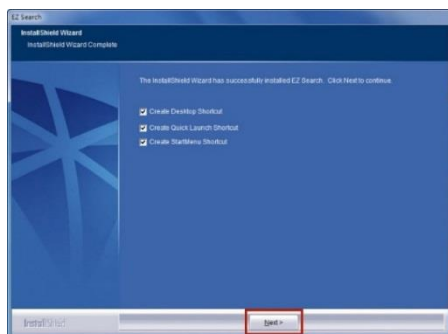 EZ Search
InstallShield Wizard
InstallShield Wizard Complete
The InstallShield Wizard has successfully installed EZ Search. Click Next to continue.
Create Desktop Shortcut
Create Quick Launch Shortcut
Create StartMenu Shortcut
InstallShield
Next >